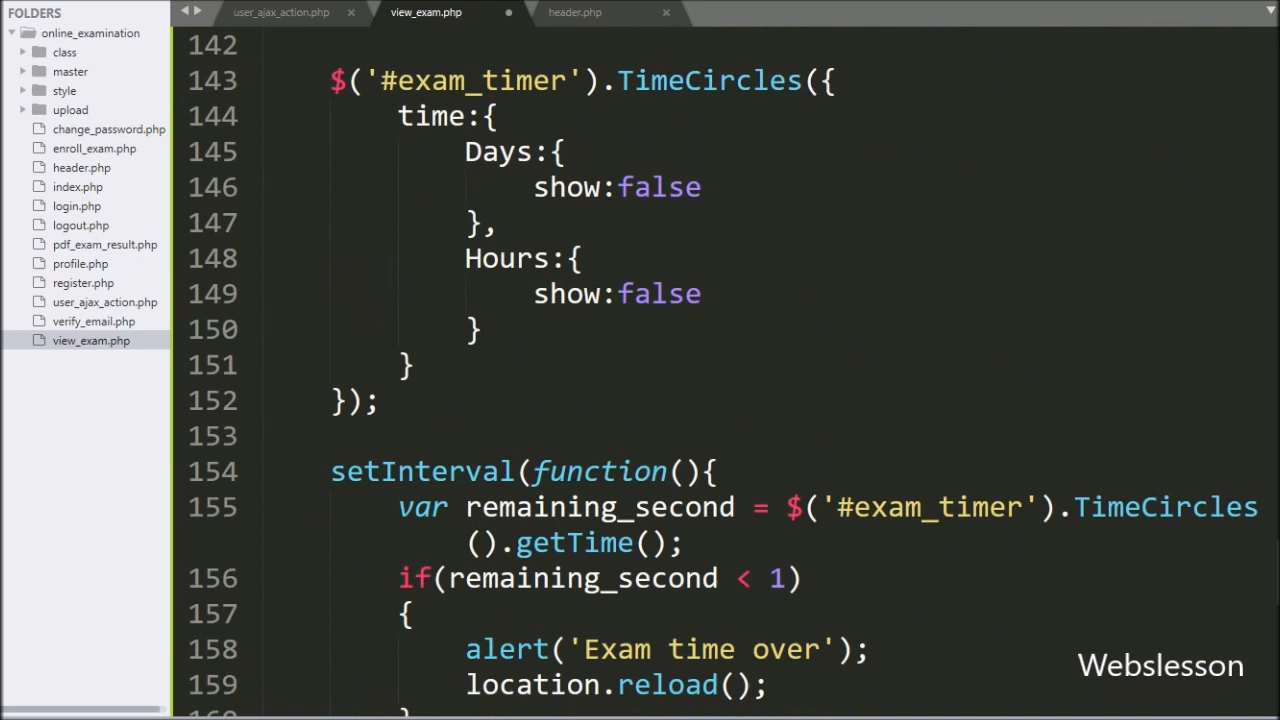 FOLDERS
online_examination
class
master
style
upload
change_password.php
enroll_exam.php
header.php
index.php
login.php
logout.php
pdf_exam_result.php
profile.php
register.php
user_ajax_action.php
verify_email.php
view_exam.php
user_ajax_action.php × view_exam.php header.php ×
142
143 $('#exam_timer').TimeCircles({
144 time:{
145 Days:{
146 show:false
147 },
148 Hours:{
149 show:false
150 }
151 }
152 });
153
154 setInterval(function(){
155 var remaining_second = $('#exam_timer').TimeCircles
().getTime();
156 if(remaining_second < 1)
157 {
158 alert('Exam time over');
159 location.reload();
Webslesson